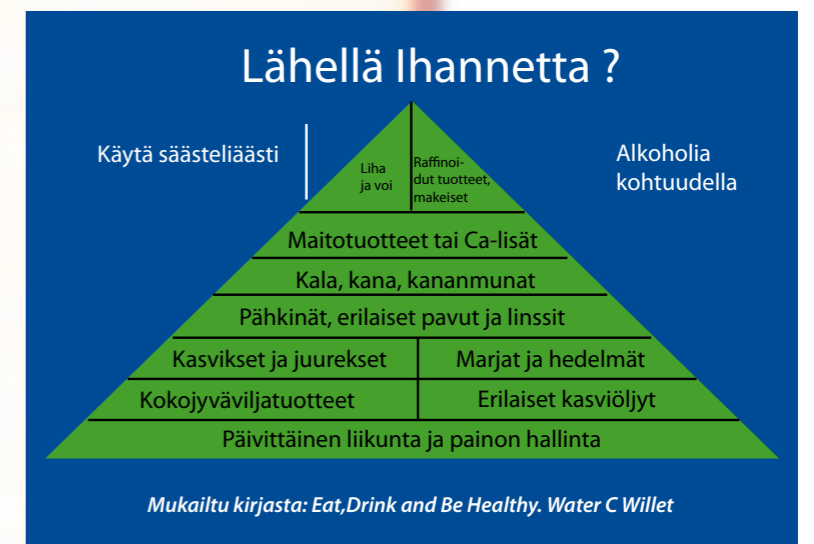 Lähellä Ihannetta ?
Käytä säästeliäästi
Alkoholia
kohtuudella
Liha
ja voi
Raffinoi-
dut tuotteet,
makeiset
Maitotuotteet tai Ca-lisät
Kala, kana, kananmunat
Pähkinät, erilaiset pavut ja linssit
Kasvikset ja juurekset
Marjat ja hedelmät
Kokojyväviljatuotteet
Erilaiset kasviöljyt
Päivittäinen liikunta ja painon hallinta
Mukailtu kirjasta: Eat,Drink and Be Healthy. Water C Willet